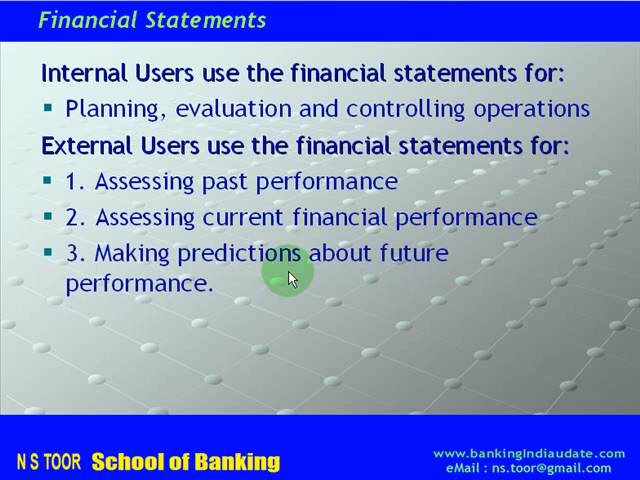 Financial Statements
Internal Users use the financial statements for:
▪ Planning, evaluation and controlling operations
External Users use the financial statements for:
▪ 1. Assessing past performance
▪ 2. Assessing current financial performance
▪ 3. Making predictions about future
performance.
N S TOOR School of Banking
www.bankingIndiaudate.com
eMail : ns.toor@gmail.com